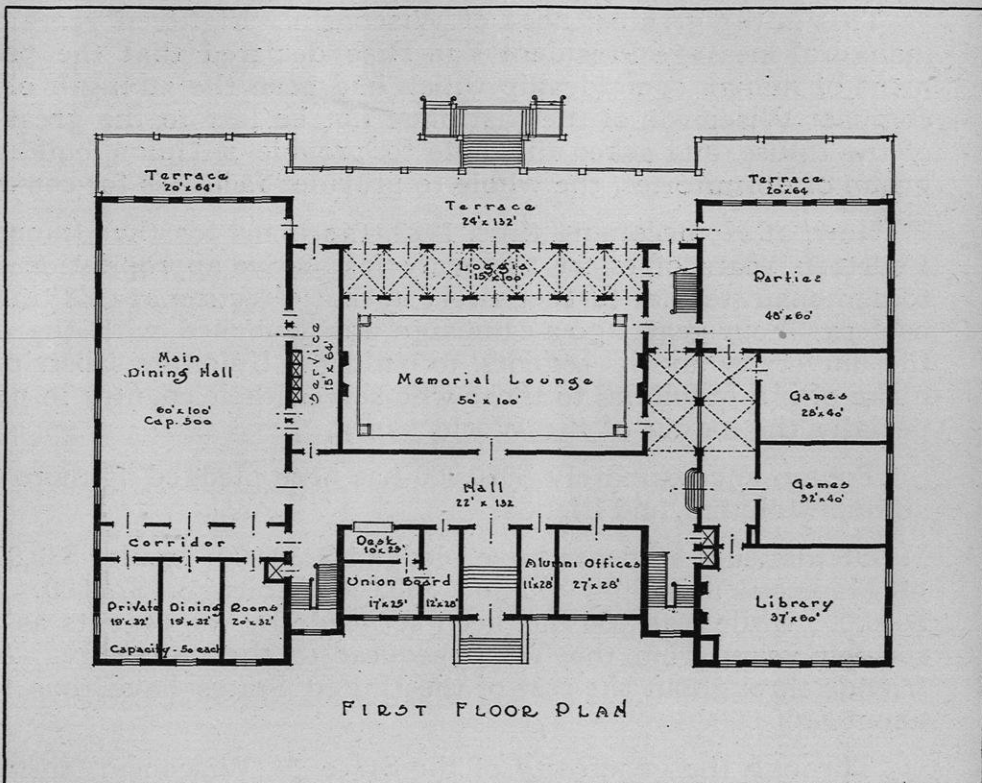 Terrace
20'x 64'
Terrace
20'x 64
Terrace
24'x 132'
Loggia
15'x 100'
Parties
48'x 60'
Main
Dining Hall
60'x 100'
Cap. 500
Service
15'x 64'
Memorial Lounge
50' x 100'
Games
28'x 40'
Games
32'x 40'
Hall
22' x 132
Corridor
Desk
10'x 25'
Union Board
17'x 25'
12'x 28'
Alumni Offices
11'x 28'
27'x 28'
Library
37'x 60'
Private Dining Rooms
19'x 32'
19'x 32'
20'x 32'
Capacity - 50 each
FIRST FLOOR PLAN